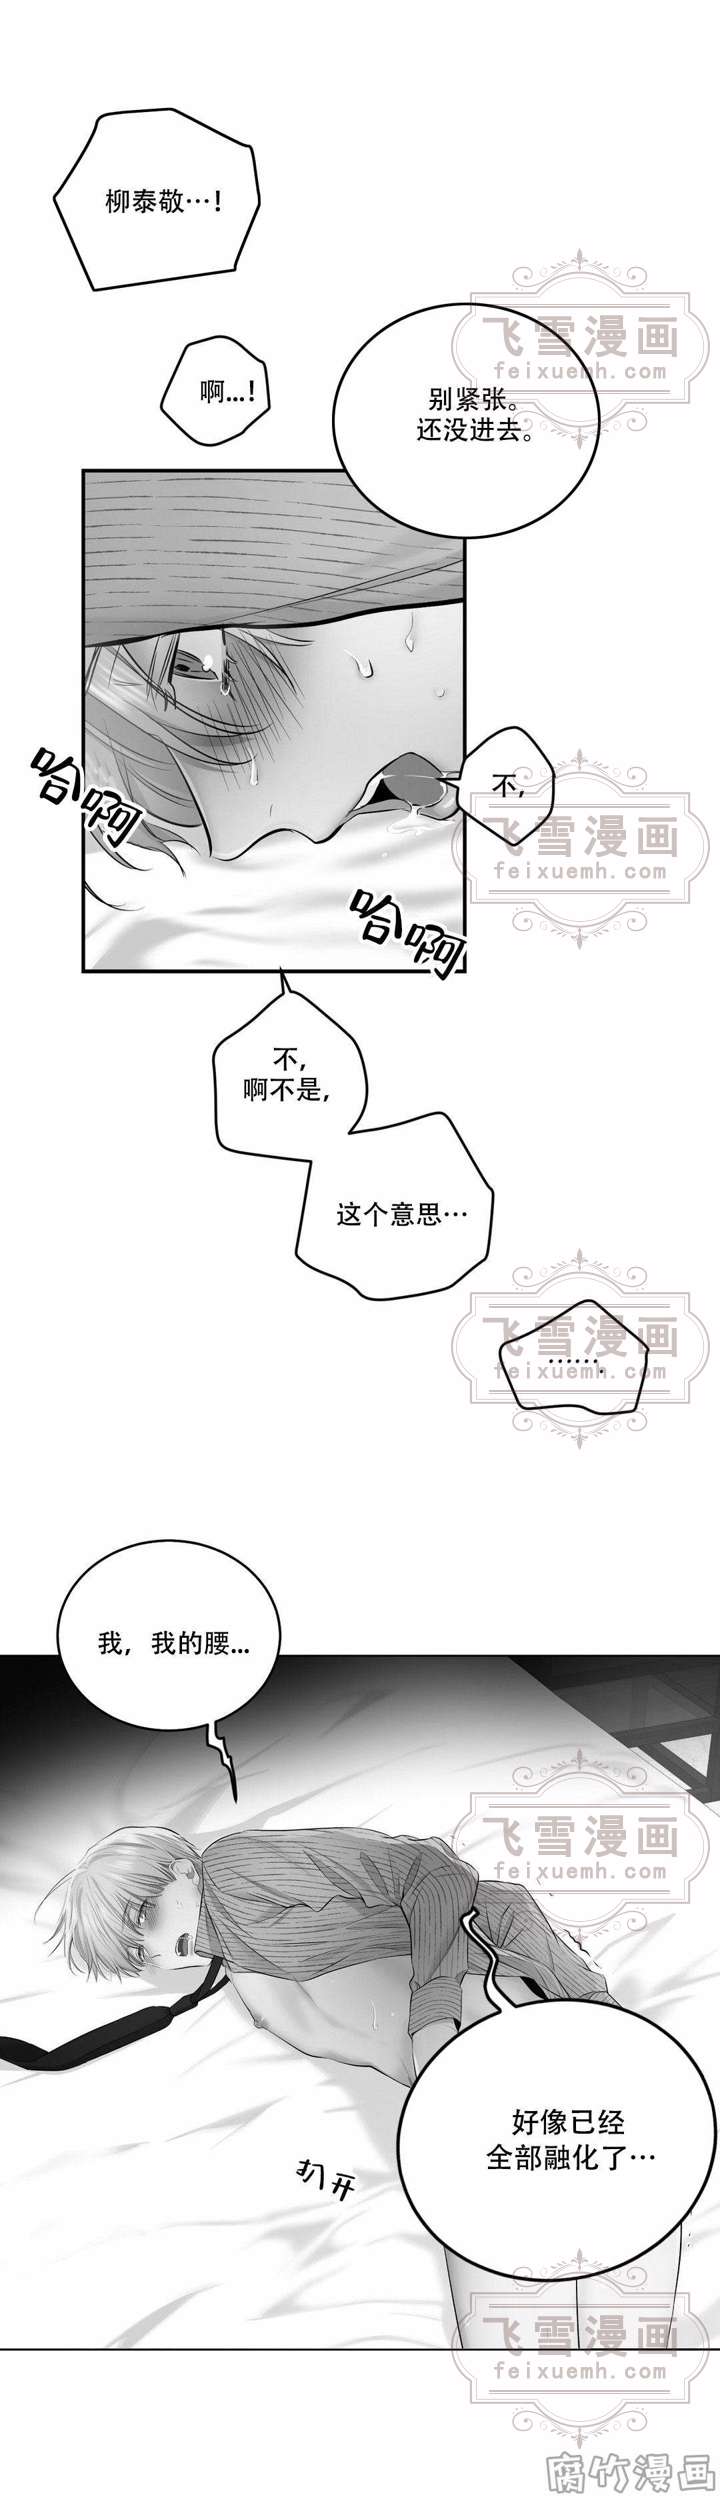 柳泰敬…！
飞雪漫画
feixuemh.com
啊…！
别紧张。
还没进去。
哈啊
不，
飞雪漫画
feixuemh.com
哈啊
不，
啊不是，
这个意思…
飞雪漫画
feixuemh.com
…….
我，我的腰…
飞雪漫画
feixuemh.com
好像已经
全部融化了…
扒开
飞雪漫画
feixuemh.com
腐竹漫画